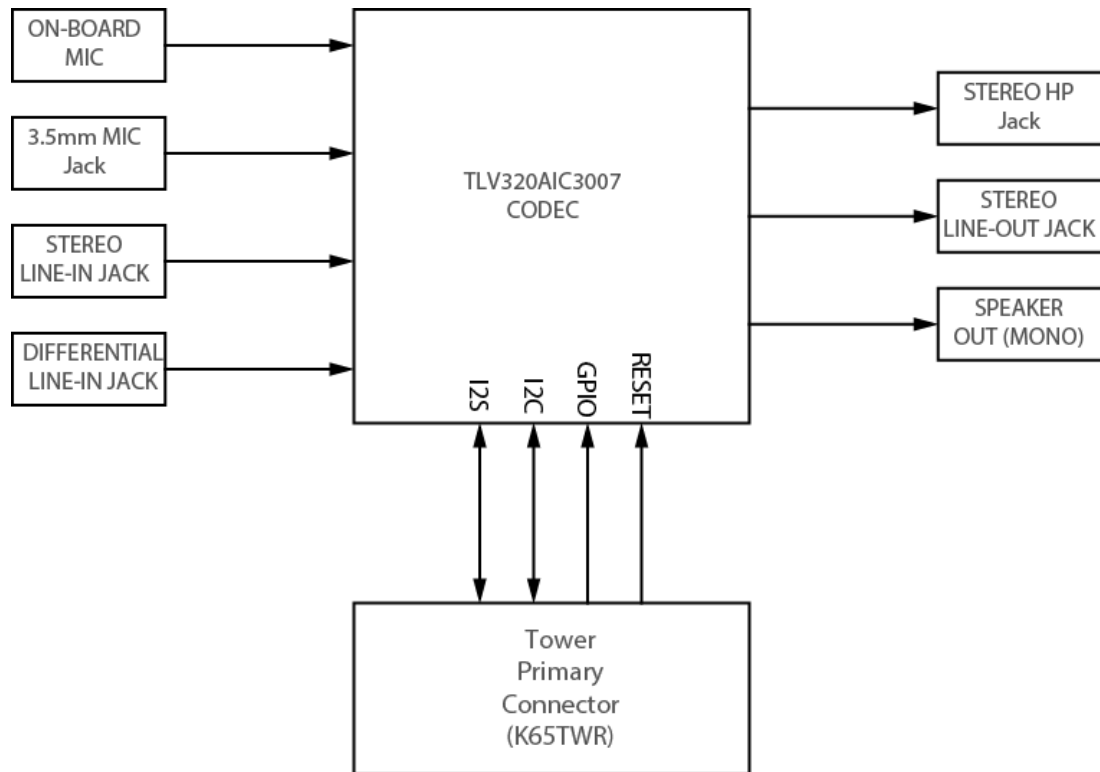 ON-BOARD
MIC
3.5mm MIC
Jack
STEREO
LINE-IN JACK
DIFFERENTIAL
LINE-IN JACK
TLV320AIC3007
CODEC
I2S
I2C
GPIO
RESET
STEREO HP
Jack
STEREO
LINE-OUT JACK
SPEAKER
OUT (MONO)
Tower
Primary
Connector
(K65TWR)